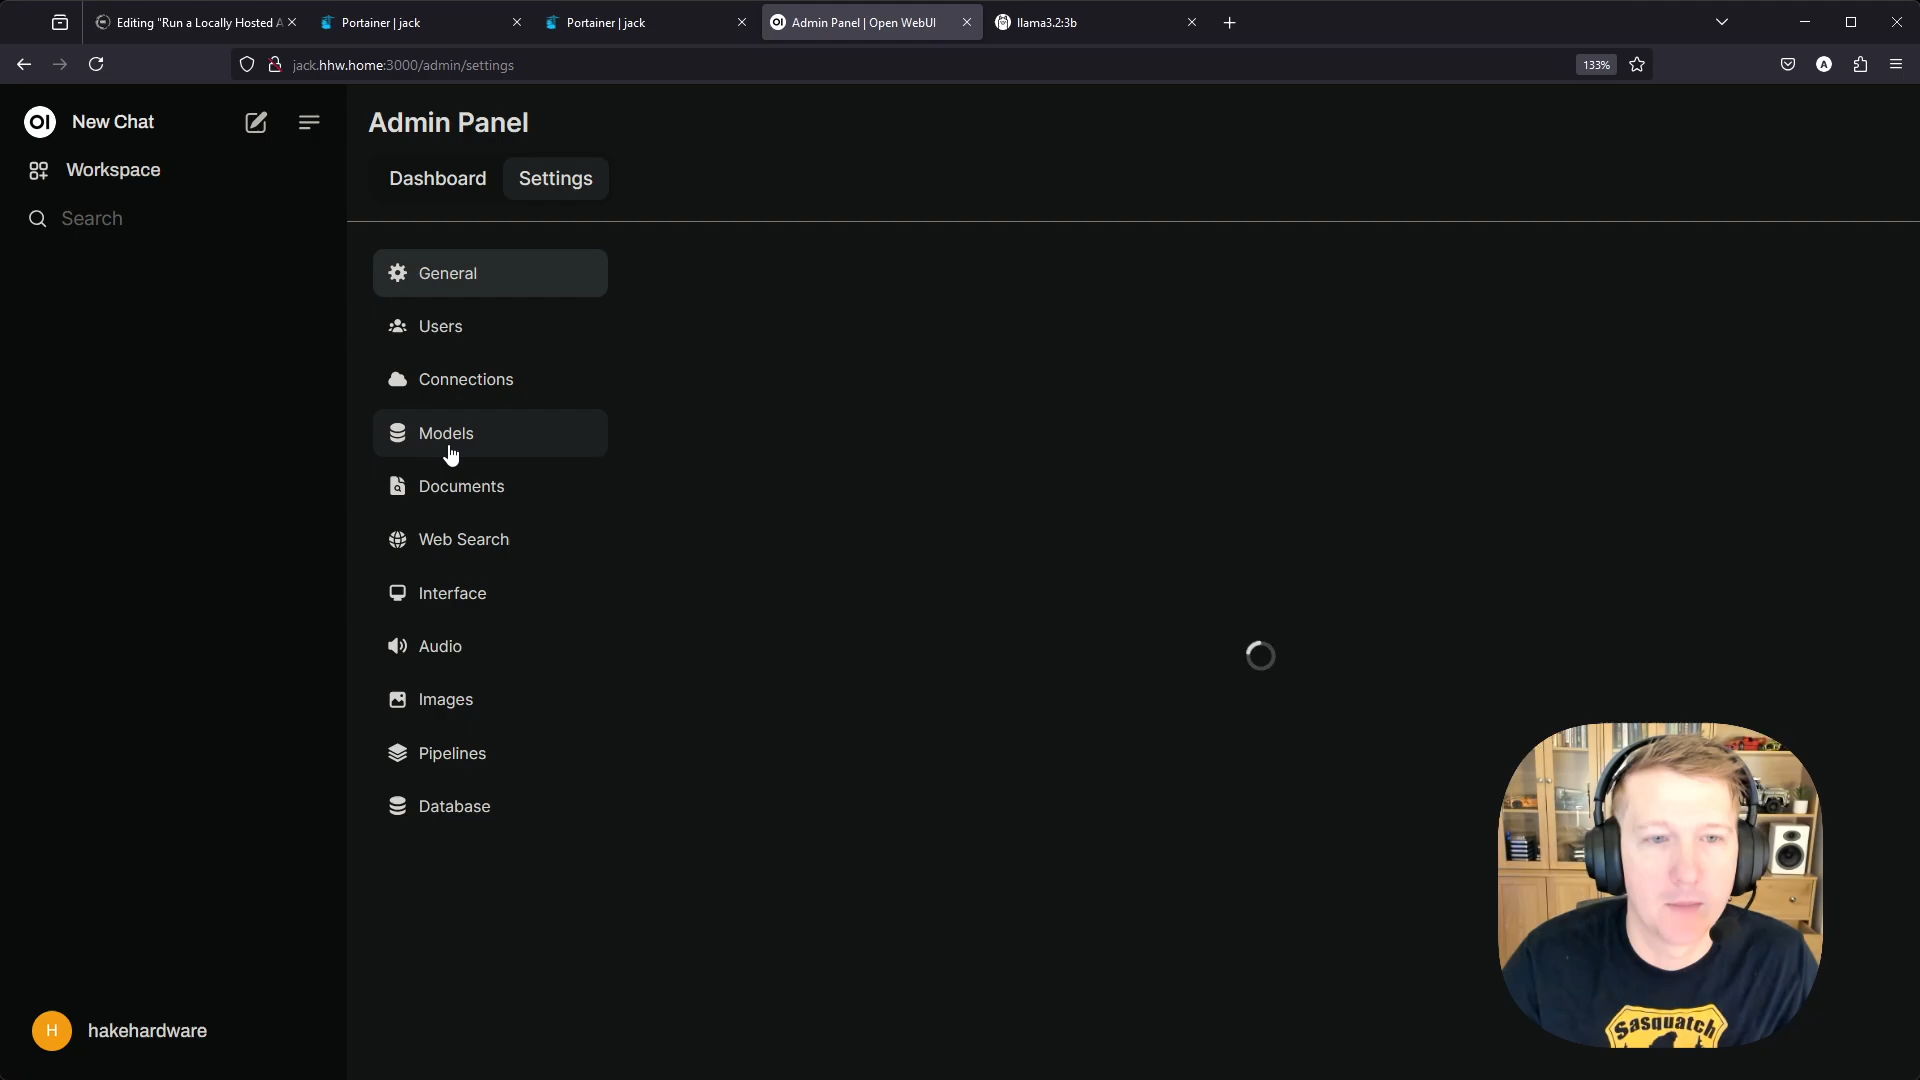 Editing "Run a Locally Hosted A
Portainer | jack
Portainer | jack
OI
Admin Panel | Open WebUI
llama3.2:3b
jack.hhw.home:3000/admin/settings
133%
A
OI
New Chat
Workspace
Search
Admin Panel
Dashboard
Settings
General
Users
Connections
Models
Documents
Web Search
Interface
Audio
Images
Pipelines
Database
Sasquatch
H
hakehardware